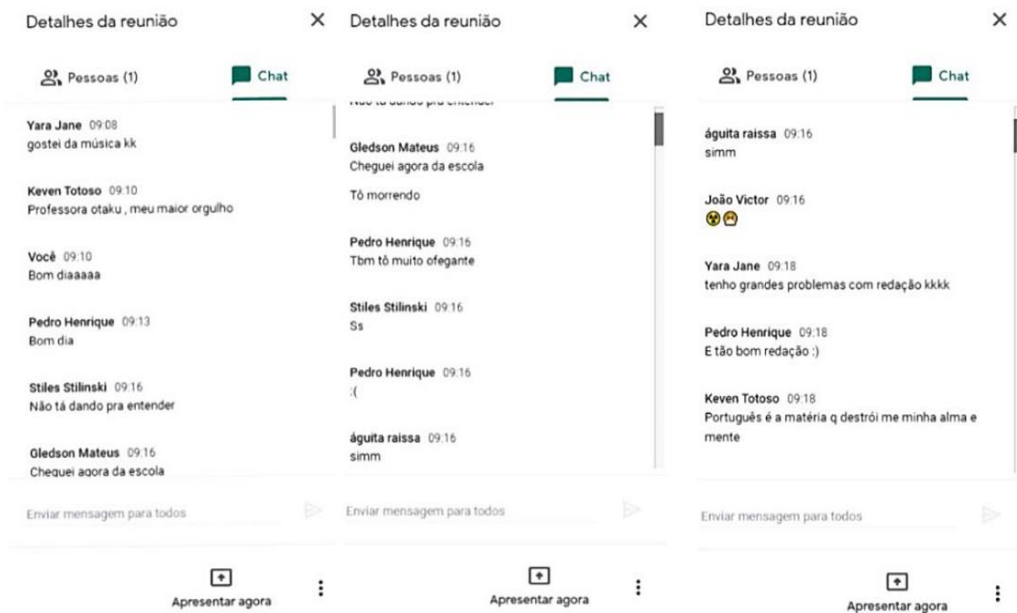 Detalhes da reunião
Pessoas (1)
Chat
Yara Jane 09:08
gostei da música kk
Keven Totoso 09:10
Professora otaku , meu maior orgulho
Você 09:10
Bom diaaaaa
Pedro Henrique 09:13
Bom dia
Stiles Stilinski 09:16
Não tá dando pra entender
Gledson Mateus 09:16
Cheguei agora da escola
Enviar mensagem para todos
Apresentar agora
Detalhes da reunião
Pessoas (1)
Chat
Não tá dando pra entender
Gledson Mateus 09:16
Cheguei agora da escola
Tô morrendo
Pedro Henrique 09:16
Tbm tô muito ofegante
Stiles Stilinski 09:16
Ss
Pedro Henrique 09:16
:(
águita raissa 09:16
simm
Enviar mensagem para todos
Apresentar agora
Detalhes da reunião
Pessoas (1)
Chat
águita raissa 09:16
simm
João Victor 09:16
Yara Jane 09:18
tenho grandes problemas com redação kkkk
Pedro Henrique 09:18
E tão bom redação :)
Keven Totoso 09:18
Português é a matéria q destrói me minha alma e
mente
Enviar mensagem para todos
Apresentar agora